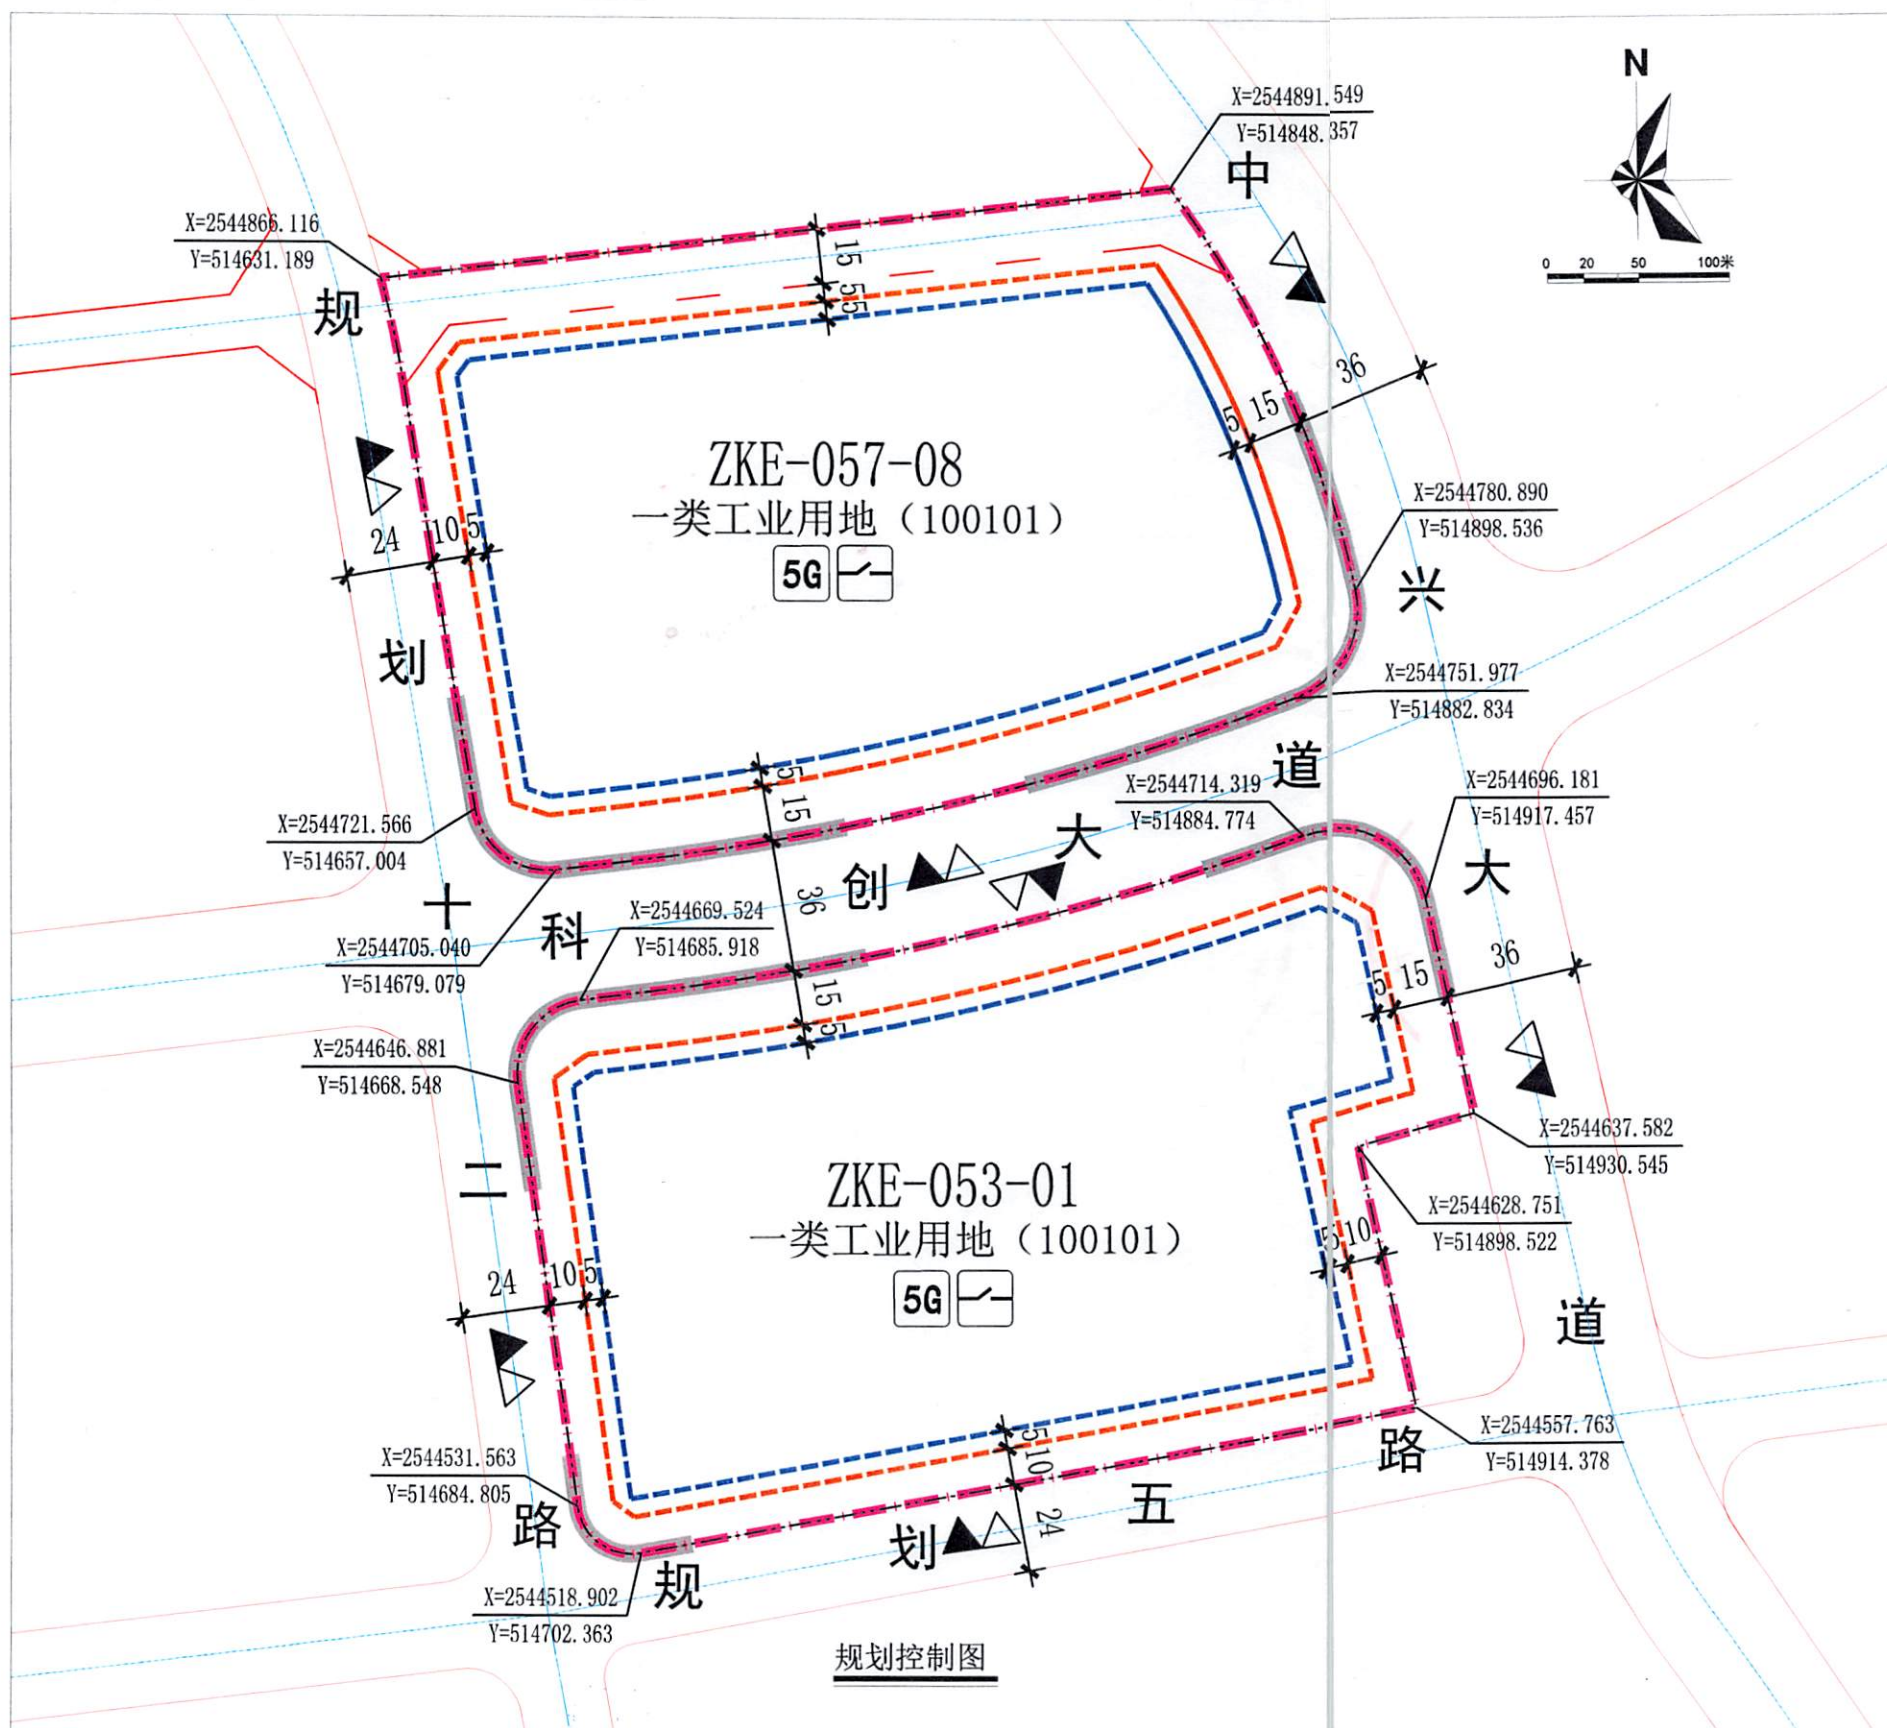 N
0 20 50 100米
X=2544891.549
Y=514848.357
中
X=2544866.116
Y=514631.189
规
15
5
5
36
15
5
ZKE-057-08
一类工业用地（100101）
5G
X=2544780.890
Y=514898.536
24
10
5
兴
划
X=2544751.977
Y=514882.834
道
5
15
X=2544714.319
Y=514884.774
X=2544696.181
Y=514917.457
X=2544721.566
Y=514657.004
大
创
大
36
十
科
X=2544669.524
Y=514685.918
X=2544705.040
Y=514679.079
36
15
5
15
5
X=2544646.881
Y=514668.548
X=2544637.582
Y=514930.545
二
ZKE-053-01
一类工业用地（100101）
5G
X=2544628.751
Y=514898.522
5
10
24
10
5
道
X=2544557.763
Y=514914.378
路
5
10
X=2544531.563
Y=514684.805
五
24
路
划
规
X=2544518.902
Y=514702.363
规划控制图